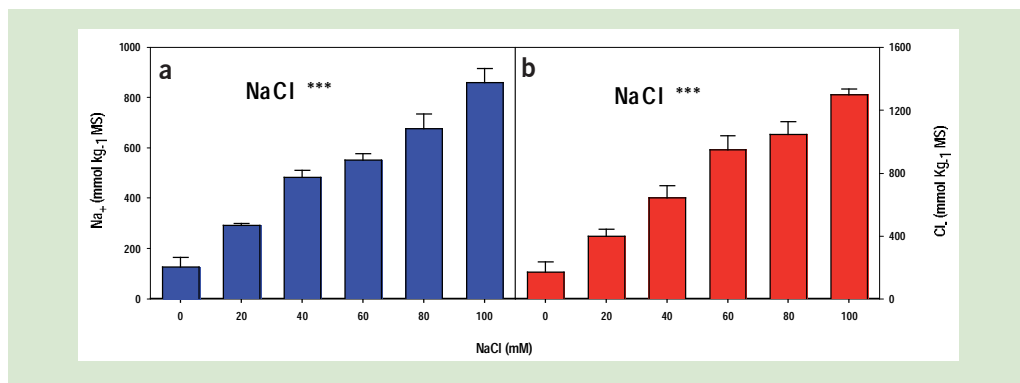 a
NaCl ***
Na+ (mmol kg-1 MS)
1000
800
600
400
200
0
0 20 40 60 80 100
b
NaCl ***
Cl- (mmol Kg-1 MS)
1600
1200
800
400
0
0 20 40 60 80 100
NaCl (mM)